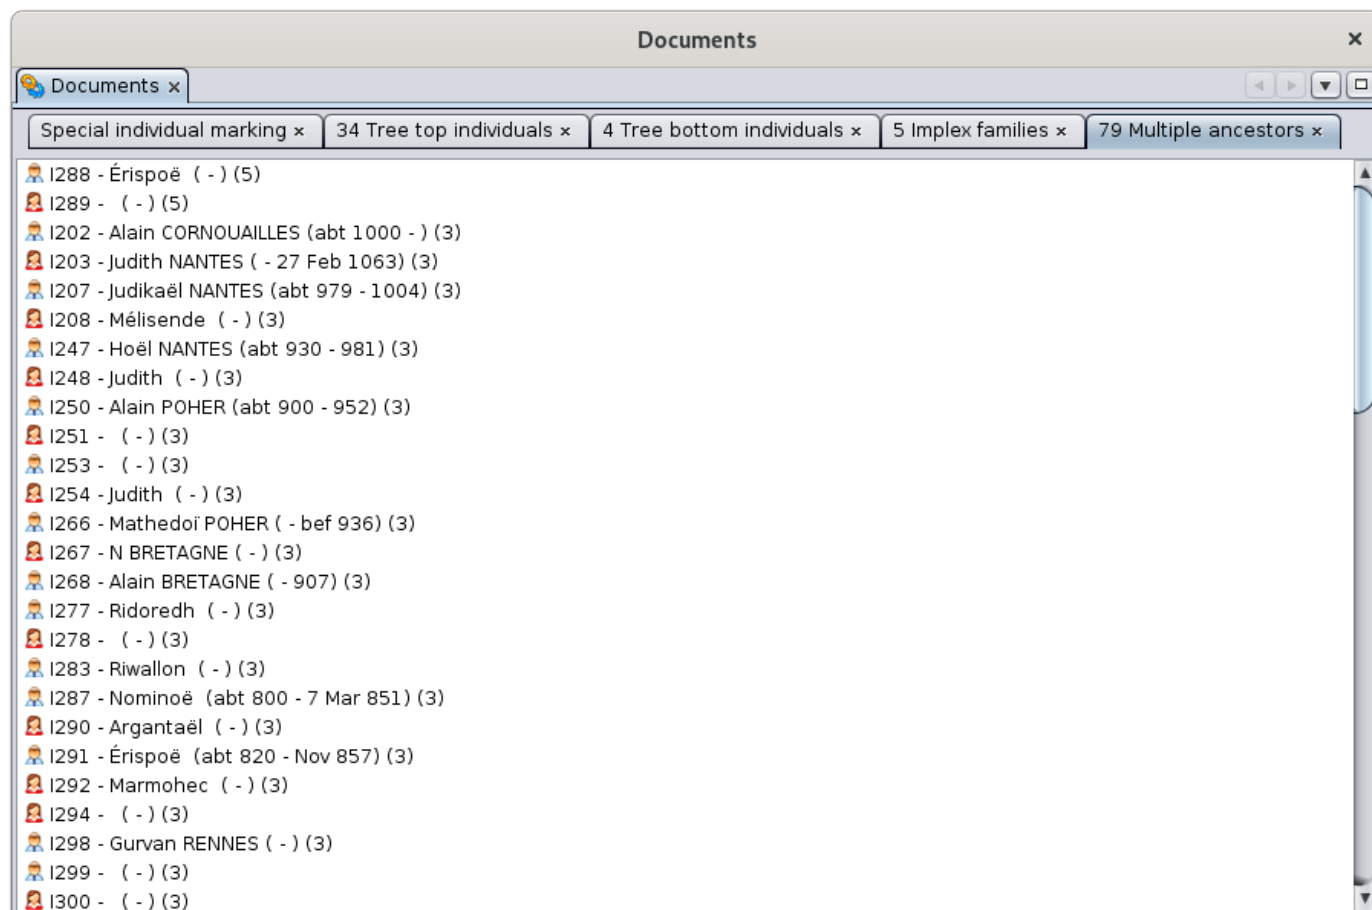 Documents ×
Documents ×
Special individual marking × 34 Tree top individuals × 4 Tree bottom individuals × 5 Implex families × 79 Multiple ancestors ×
I288 - Érispoë ( - ) (5)
I289 - ( - ) (5)
I202 - Alain CORNOUAILLES (abt 1000 - ) (3)
I203 - Judith NANTES ( - 27 Feb 1063) (3)
I207 - Judikaël NANTES (abt 979 - 1004) (3)
I208 - Mélisende ( - ) (3)
I247 - Hoël NANTES (abt 930 - 981) (3)
I248 - Judith ( - ) (3)
I250 - Alain POHER (abt 900 - 952) (3)
I251 - ( - ) (3)
I253 - ( - ) (3)
I254 - Judith ( - ) (3)
I266 - Mathedoï POHER ( - bef 936) (3)
I267 - N BRETAGNE ( - ) (3)
I268 - Alain BRETAGNE ( - 907) (3)
I277 - Ridoredh ( - ) (3)
I278 - ( - ) (3)
I283 - Riwallon ( - ) (3)
I287 - Nominoë (abt 800 - 7 Mar 851) (3)
I290 - Argantaël ( - ) (3)
I291 - Érispoë (abt 820 - Nov 857) (3)
I292 - Marmohec ( - ) (3)
I294 - ( - ) (3)
I298 - Gurvan RENNES ( - ) (3)
I299 - ( - ) (3)
I300 - ( - ) (3)